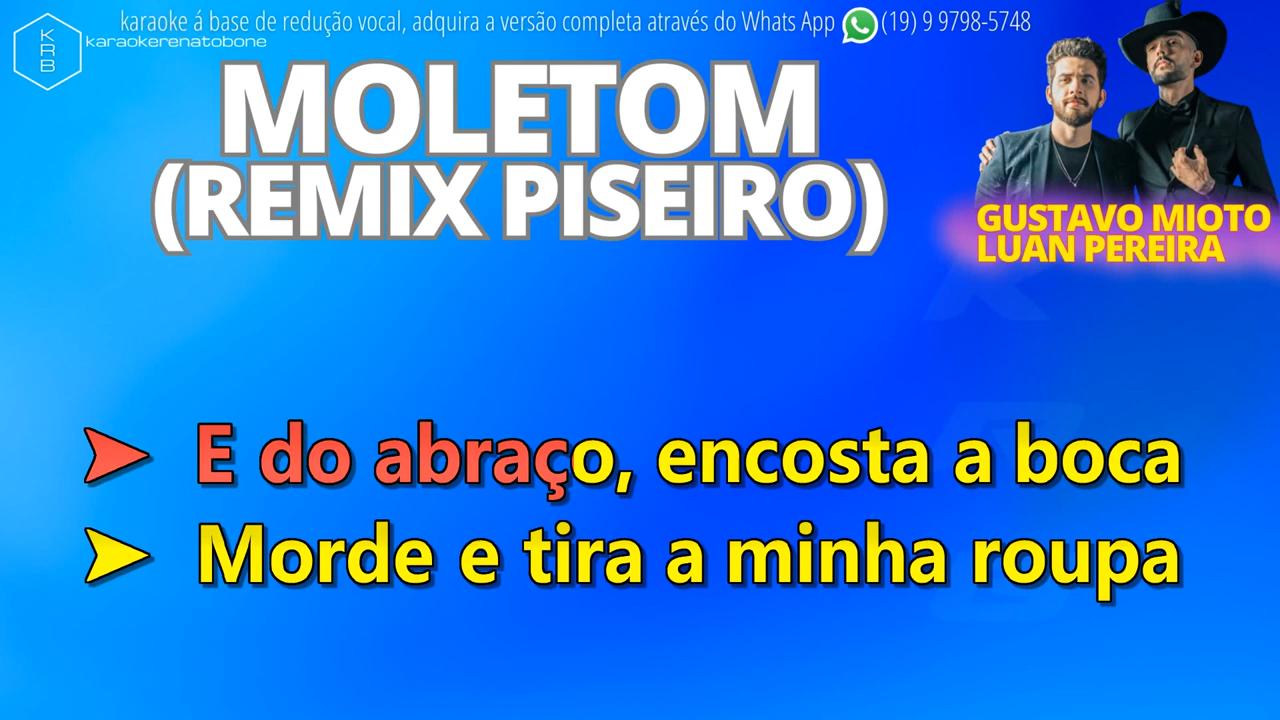 karaoke á base de redução vocal, adquira a versão completa através do Whats App (19) 9 9798-5748
KRB
karaokerenatobone
MOLETOM
(REMIX PISEIRO)
GUSTAVO MIOTO
LUAN PEREIRA
E do abraço, encosta a boca
Morde e tira a minha roupa